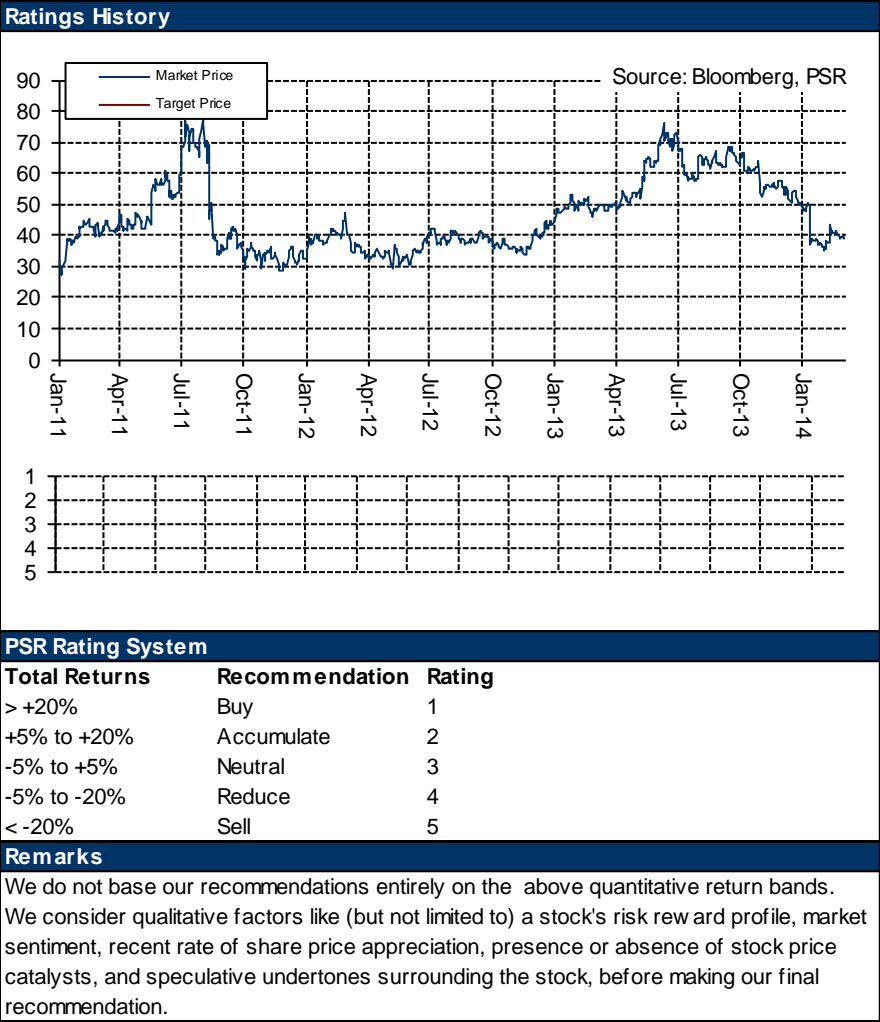 Ratings History
Market Price
Target Price
Source: Bloomberg, PSR
90
80
70
60
50
40
30
20
10
0
Jan-11
Apr-11
Jul-11
Oct-11
Jan-12
Apr-12
Jul-12
Oct-12
Jan-13
Apr-13
Jul-13
Oct-13
Jan-14
1
2
3
4
5
PSR Rating System
Total Returns Recommendation Rating
> +20% Buy 1
+5% to +20% Accumulate 2
-5% to +5% Neutral 3
-5% to -20% Reduce 4
< -20% Sell 5
Remarks
We do not base our recommendations entirely on the above quantitative return bands.
We consider qualitative factors like (but not limited to) a stock's risk reward profile, market
sentiment, recent rate of share price appreciation, presence or absence of stock price
catalysts, and speculative undertones surrounding the stock, before making our final
recommendation.